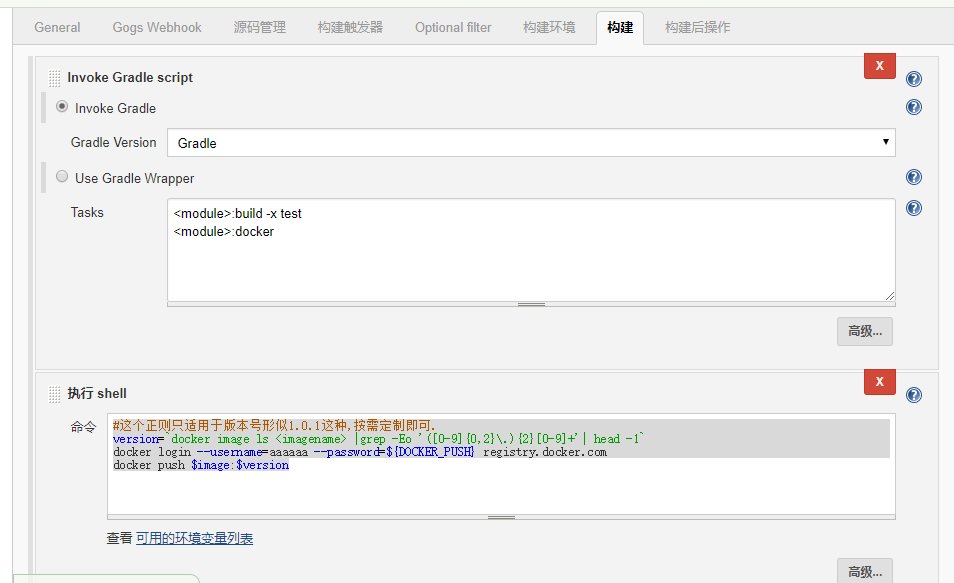 General Gogs Webhook 源码管理 构建触发器 Optional filter 构建环境 构建 构建后操作
Invoke Gradle script X
Invoke Gradle
Gradle Version Gradle
Use Gradle Wrapper
Tasks <module>:build -x test
<module>:docker
高级...
执行 shell X
命令 #这个正则只适用于版本号形似1.0.1这种,按需定制即可.
version=`docker image ls <imagename> |grep -Eo '([0-9]{0,2}\.){2}[0-9]+'| head -1`
docker login --username=aaaaaa --password=${DOCKER_PUSH} registry.docker.com
docker push $image:$version
查看 可用的环境变量列表
高级...